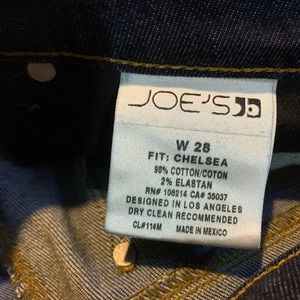 JOE'S
W 28
FIT: CHELSEA
98% COTTON/COTON
2% ELASTAN
RN# 106214 CA# 35037
DESIGNED IN LOS ANGELES
DRY CLEAN RECOMMENDED
CL#114M MADE IN MEXICO